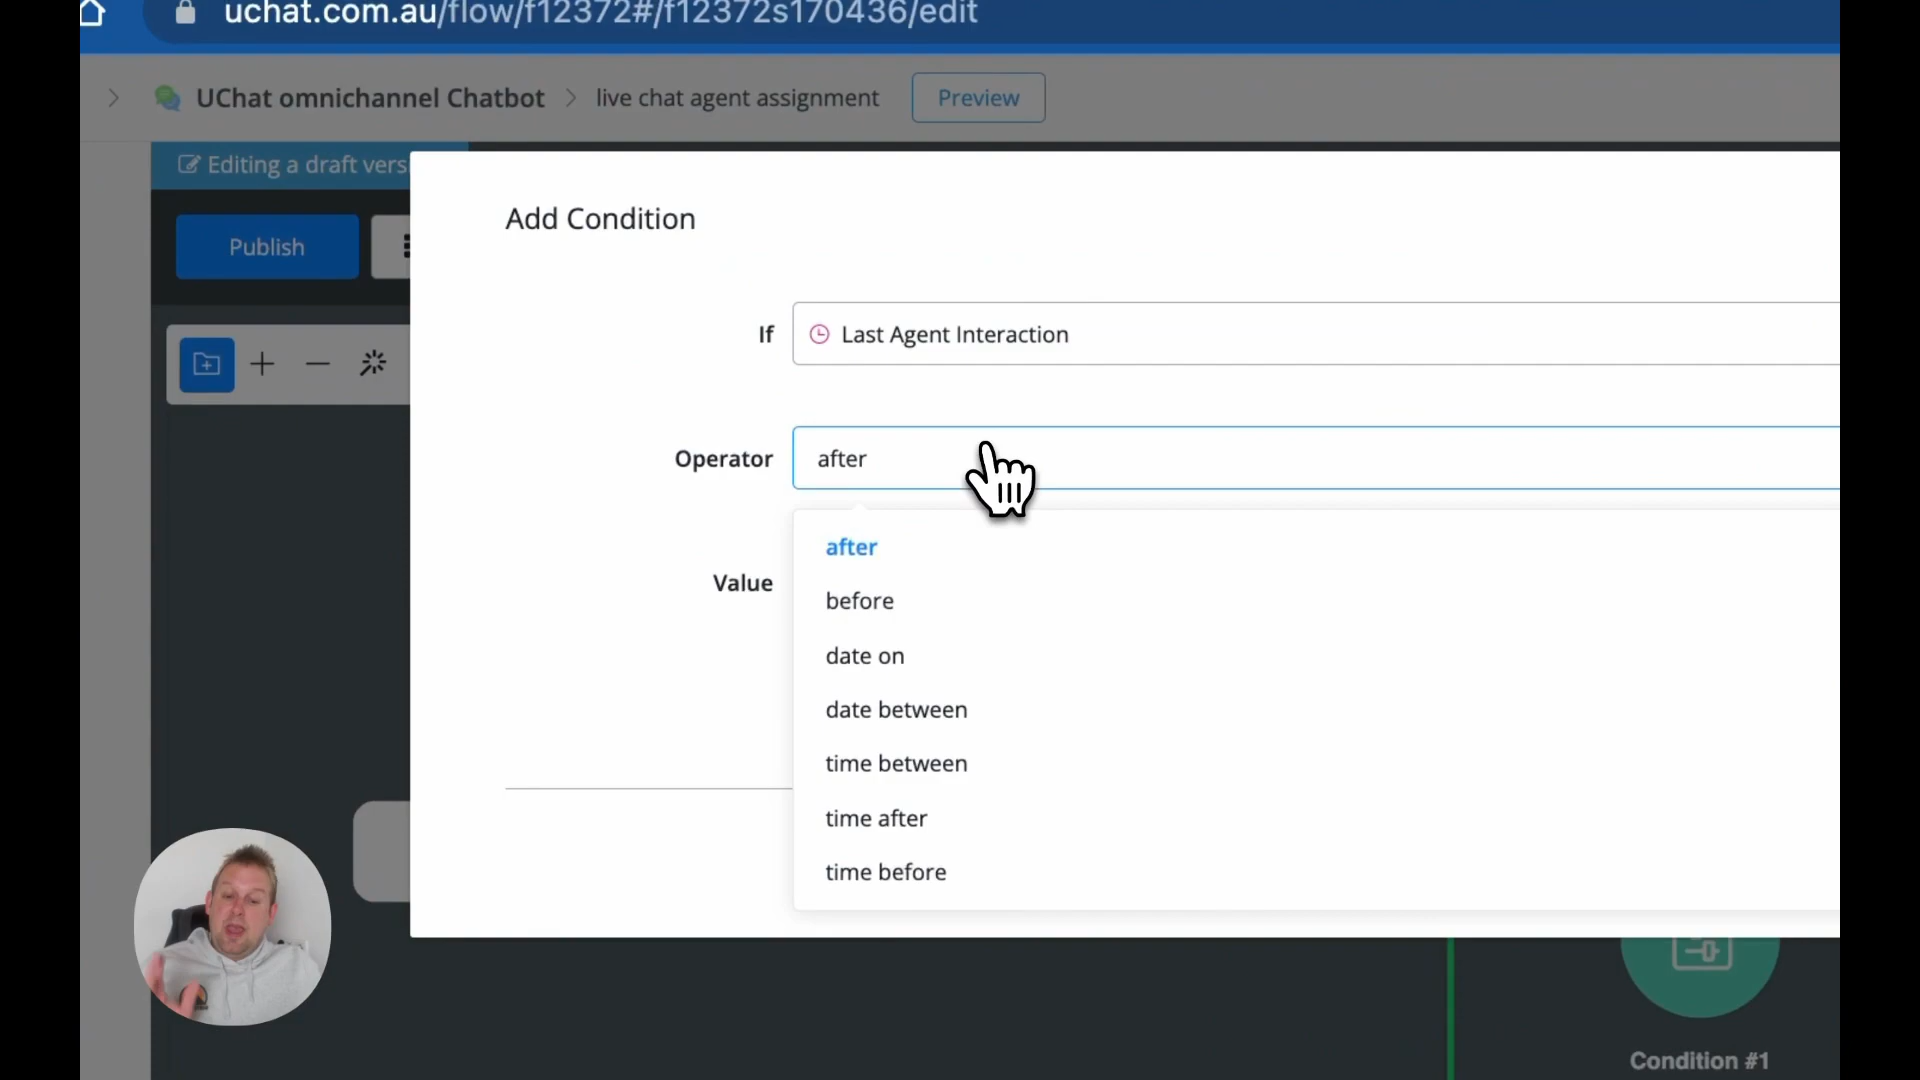 uchat.com.au/flow/f12372#/f12372s170436/edit
UChat omnichannel Chatbot > live chat agent assignment Preview
Editing a draft versi
Publish
Add Condition
If Last Agent Interaction
Operator after
Value
after
before
date on
date between
time between
time after
time before
Condition #1